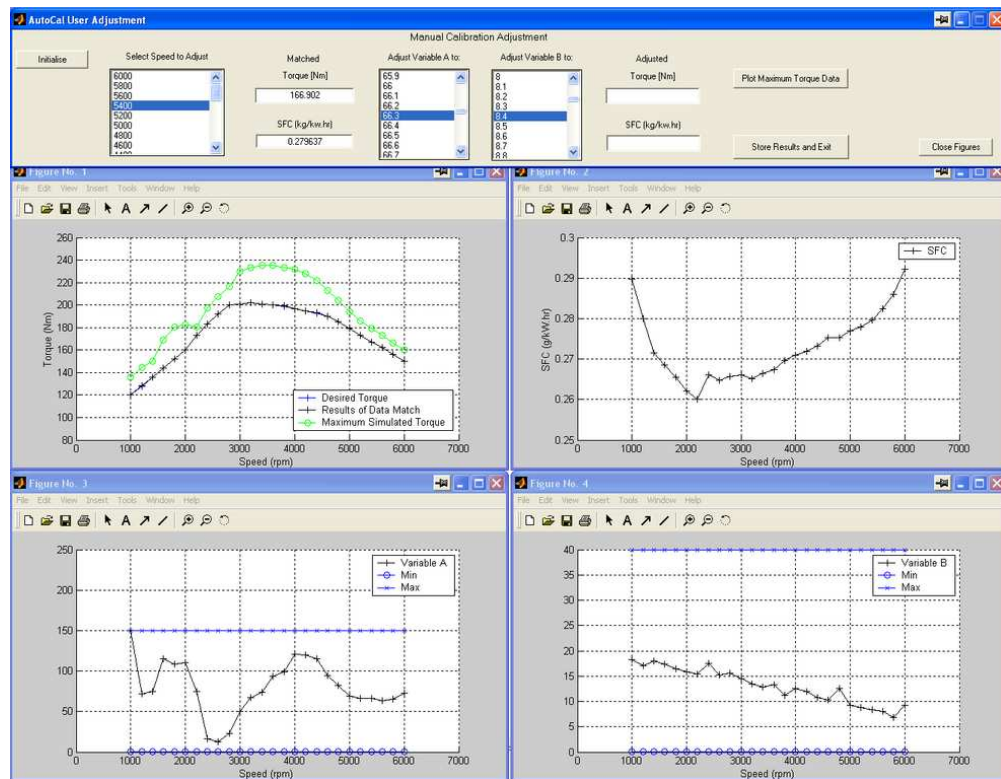 AutoCal User Adjustment
Manual Calibration Adjustment
Initialise
Select Speed to Adjust
6000
5800
5600
5400
5200
5000
4800
4600
4400
Matched
Torque [Nm]
166.902
SFC (kg/kw.hr)
0.279637
Adjust Variable A to:
65.9
66
66.1
66.2
66.3
66.4
66.5
66.6
66.7
Adjust Variable B to:
8
8.1
8.2
8.3
8.4
8.5
8.6
8.7
8.8
Adjusted
Torque [Nm]
SFC (kg/kw.hr)
Plot Maximum Torque Data
Store Results and Exit
Close Figures
Figure No. 1
File Edit View Insert Tools Window Help
A
260
240
220
200
180
160
140
120
100
80
Torque (Nm)
Desired Torque
Results of Data Match
Maximum Simulated Torque
0 1000 2000 3000 4000 5000 6000 7000
Speed (rpm)
Figure No. 2
File Edit View Insert Tools Window Help
A
0.3
0.29
0.28
0.27
0.26
0.25
SFC (g/kW.hr)
SFC
0 1000 2000 3000 4000 5000 6000 7000
Speed (rpm)
Figure No. 3
File Edit View Insert Tools Window Help
A
250
200
150
100
50
0
Variable A
Min
Max
0 1000 2000 3000 4000 5000 6000 7000
Speed (rpm)
Figure No. 4
File Edit View Insert Tools Window Help
A
40
35
30
25
20
15
10
5
0
Variable B
Min
Max
0 1000 2000 3000 4000 5000 6000 7000
Speed (rpm)